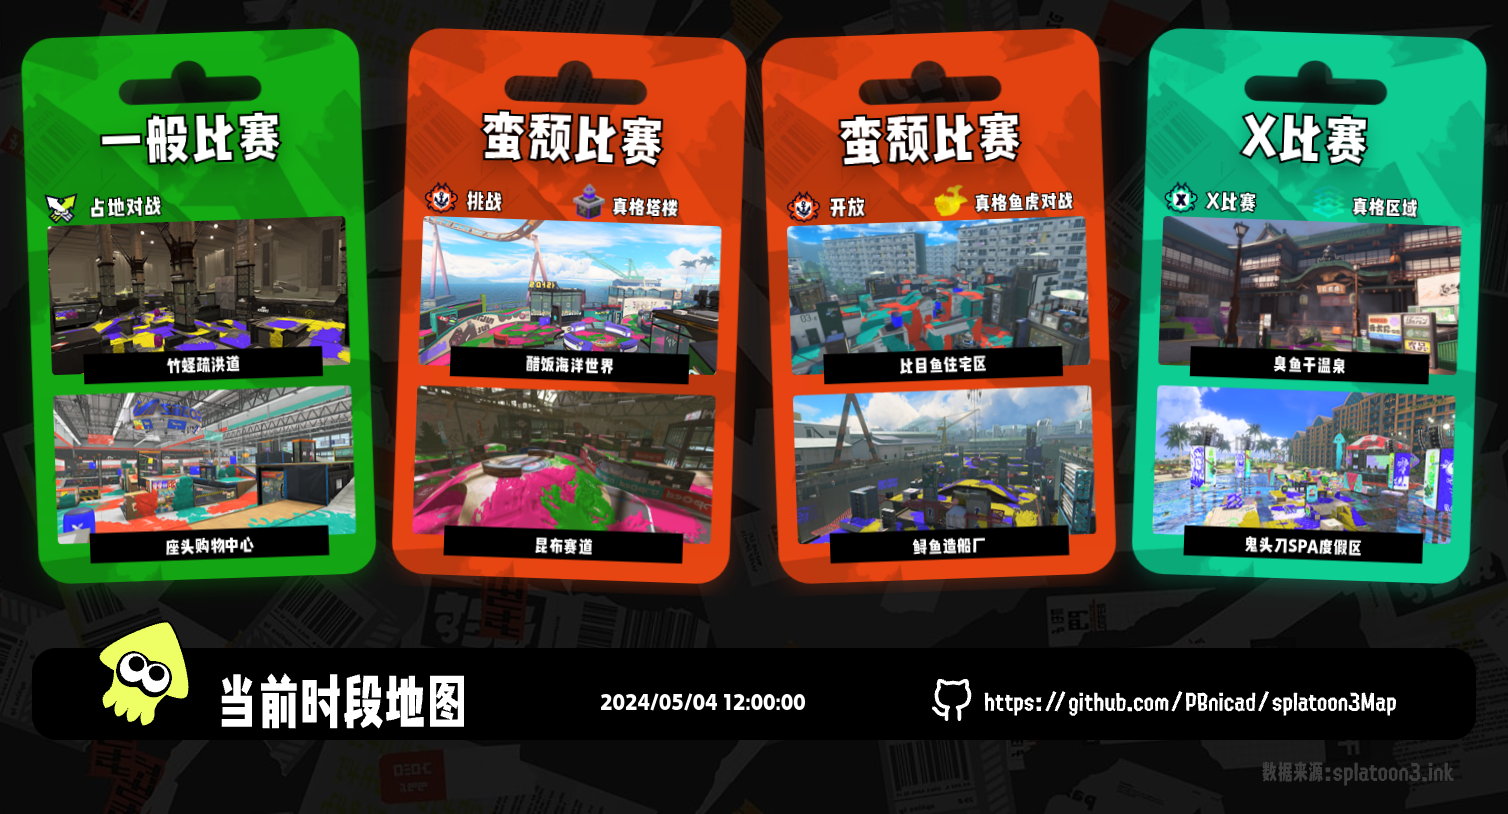 一般比赛
占地对战
竹蛏疏洪道
座头购物中心
蛮颓比赛
挑战
真格塔楼
醋饭海洋世界
昆布赛道
蛮颓比赛
开放
真格鱼虎对战
比目鱼住宅区
鲟鱼造船厂
X比赛
X比赛
真格区域
臭鱼干温泉
鬼头刀SPA度假区
当前时段地图
2024/05/04 12:00:00
https://github.com/PBnicad/splatoon3Map
数据来源:splatoon3.ink